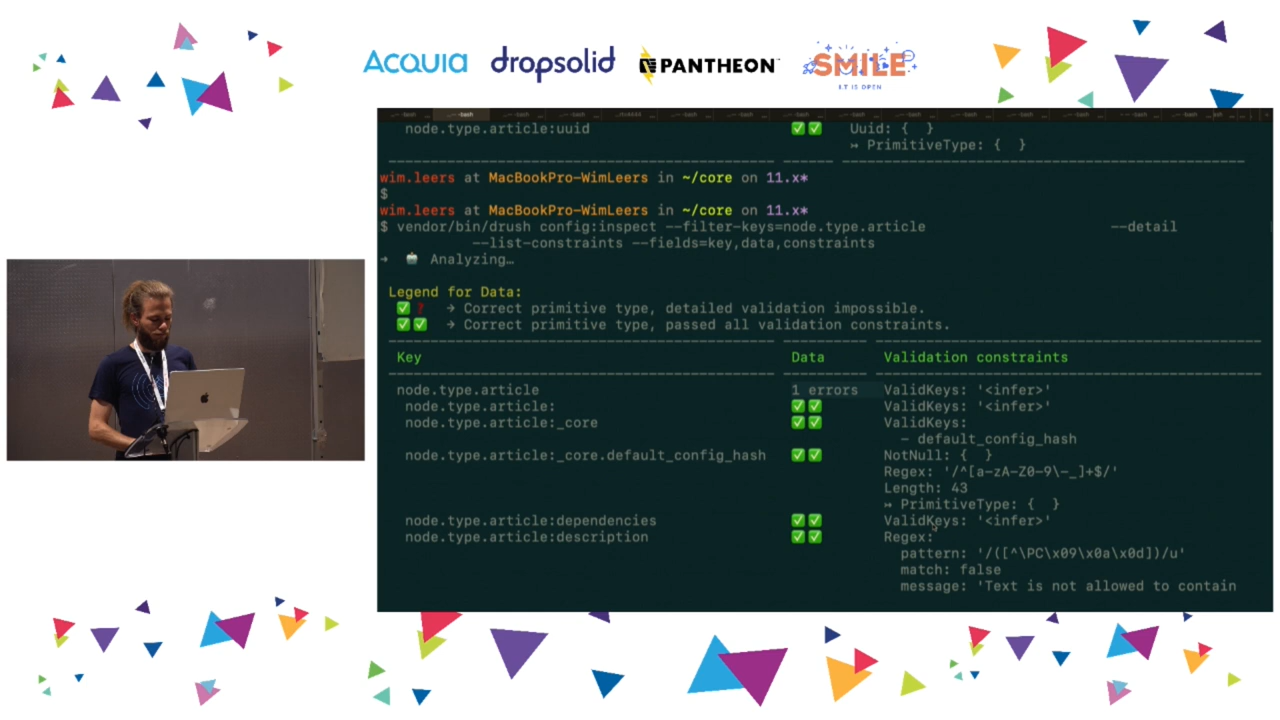 ACQUIA
dropsolid
PANTHEON
SMILE
I.T IS OPEN
node.type.article:uuid ✅✅ Uuid: { }
↣ PrimitiveType: { }
wim.leers at MacBookPro-WimLeers in ~/core on 11.x*
$
wim.leers at MacBookPro-WimLeers in ~/core on 11.x*
$ vendor/bin/drush config:inspect --filter-keys=node.type.article --detail
--list-constraints --fields=key,data,constraints
➜ 🤖 Analyzing…
Legend for Data:
✅❓ → Correct primitive type, detailed validation impossible.
✅✅ → Correct primitive type, passed all validation constraints.
Key Data Validation constraints
node.type.article 1 errors ValidKeys: '<infer>'
node.type.article: ✅✅ ValidKeys: '<infer>'
node.type.article:_core ✅✅ ValidKeys:
- default_config_hash
node.type.article:_core.default_config_hash ✅✅ NotNull: { }
Regex: '/^[a-zA-Z0-9\-_]+$/'
Length: 43
↣ PrimitiveType: { }
node.type.article:dependencies ✅✅ ValidKeys: '<infer>'
node.type.article:description ✅✅ Regex:
pattern: '/([^\PC\x09\x0a\x0d])/u'
match: false
message: 'Text is not allowed to contain